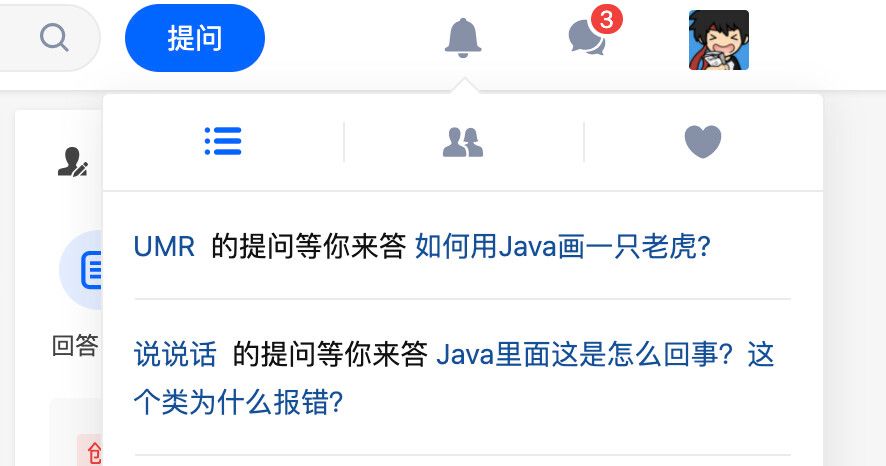 提问
3
UMR 的提问等你来答 如何用Java画一只老虎?
说说话 的提问等你来答 Java里面这是怎么回事？这
个类为什么报错?
回答
创